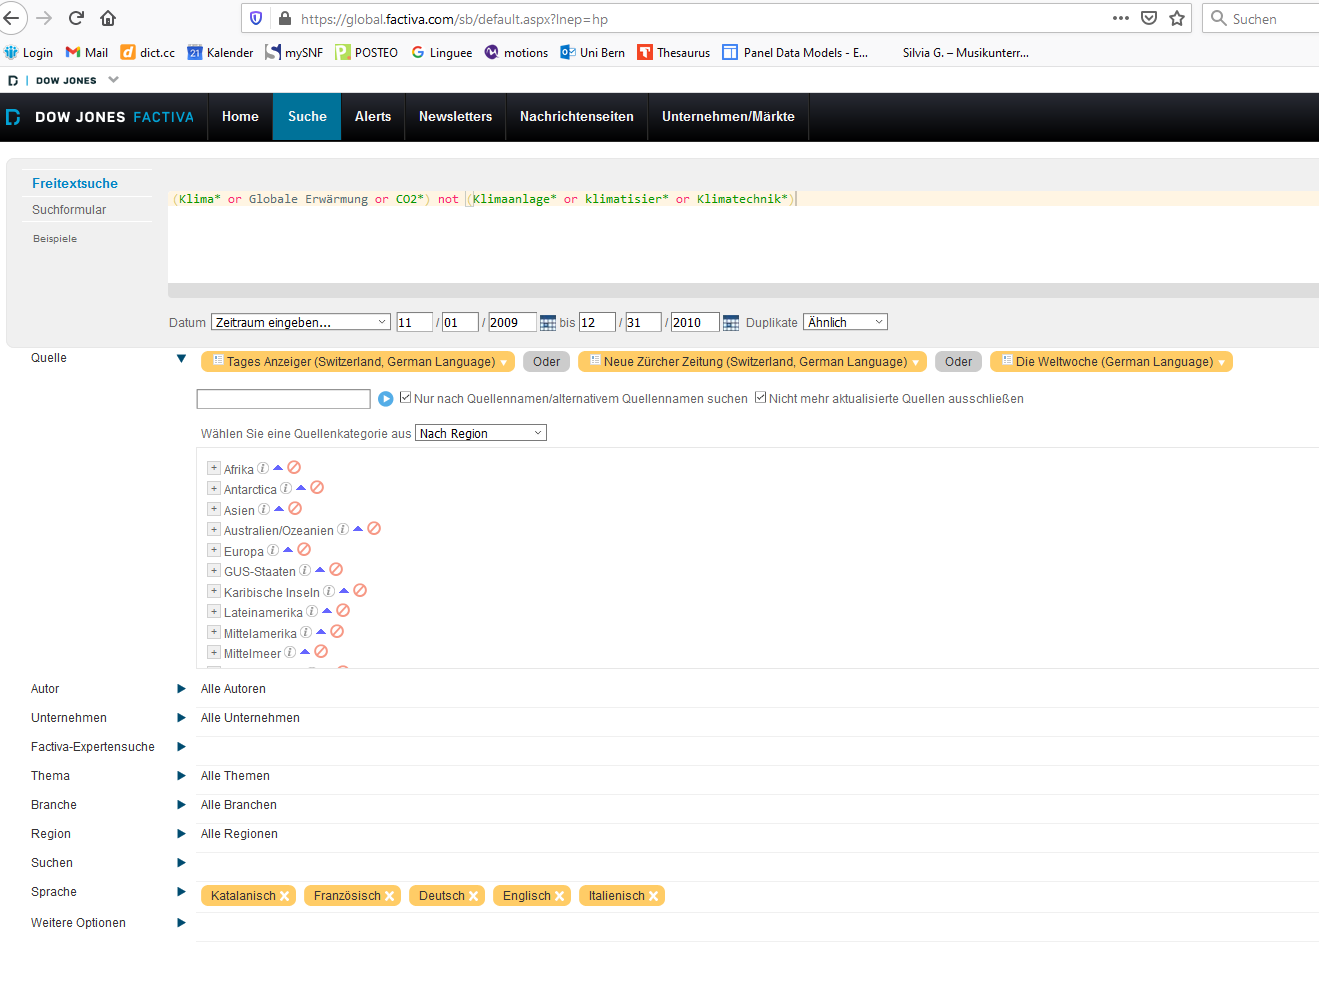 https://global.factiva.com/sb/default.aspx?lnep=hp
Suchen
Login Mail dict.cc Kalender mySNF POSTEO Linguee motions Uni Bern Thesaurus Panel Data Models - E... Silvia G. – Musikunterr...
DOW JONES
DOW JONES FACTIVA Home Suche Alerts Newsletters Nachrichtenseiten Unternehmen/Märkte
Freitextsuche
(Klima* or Globale Erwärmung or CO2*) not (Klimaanlage* or klimatisier* or Klimatechnik*)
Suchformular
Beispiele
Datum Zeitraum eingeben... 11 / 01 / 2009 bis 12 / 31 / 2010 Duplikate Ähnlich
Quelle Tages Anzeiger (Switzerland, German Language) Oder Neue Zürcher Zeitung (Switzerland, German Language) Oder Die Weltwoche (German Language)
Nur nach Quellennamen/alternativem Quellennamen suchen Nicht mehr aktualisierte Quellen ausschließen
Wählen Sie eine Quellenkategorie aus Nach Region
Afrika
Antarctica
Asien
Australien/Ozeanien
Europa
GUS-Staaten
Karibische Inseln
Lateinamerika
Mittelamerika
Mittelmeer
Autor Alle Autoren
Unternehmen Alle Unternehmen
Factiva-Expertensuche
Thema Alle Themen
Branche Alle Branchen
Region Alle Regionen
Suchen
Sprache Katalanisch Französisch Deutsch Englisch Italienisch
Weitere Optionen